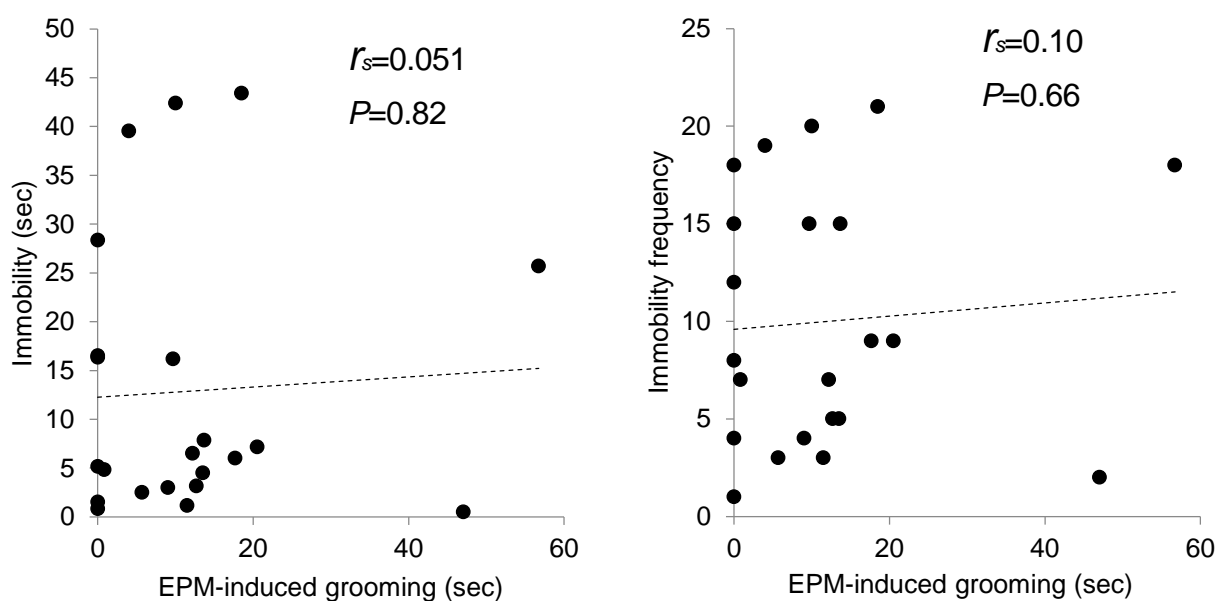 50
45
40
35
30
25
20
15
10
5
0
Immobility (sec)
rs=0.051
P=0.82
0 20 40 60
EPM-induced grooming (sec)
25
20
15
10
5
0
Immobility frequency
rs=0.10
P=0.66
0 20 40 60
EPM-induced grooming (sec)